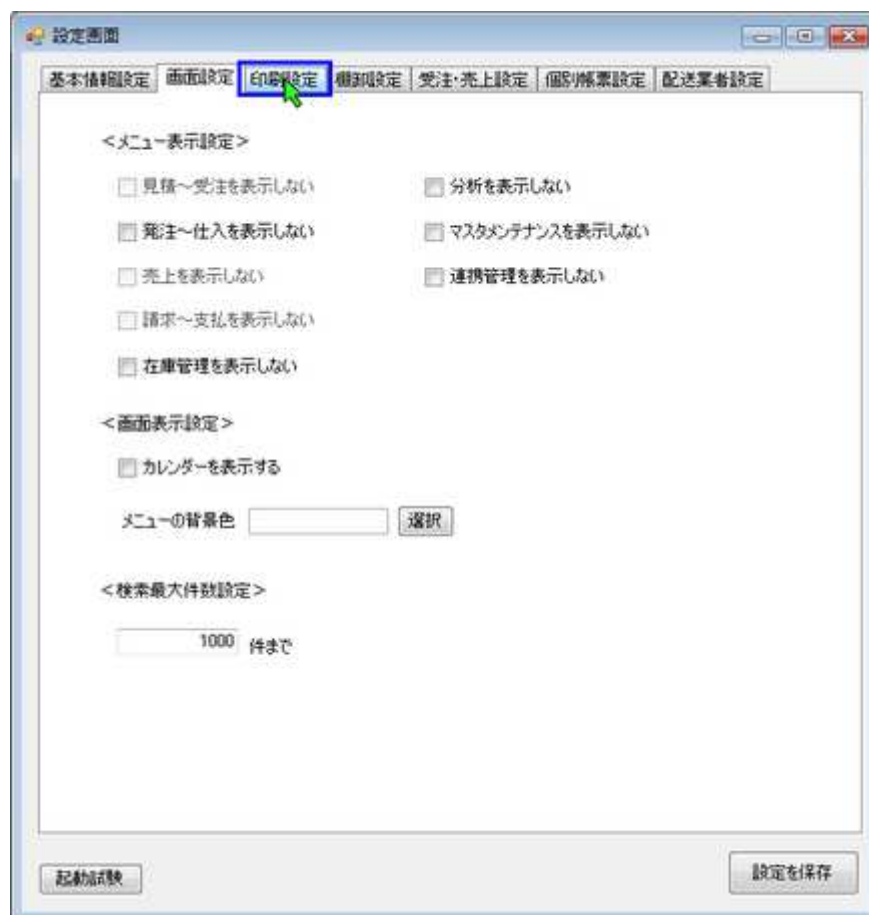 設定画面
基本情報設定 画面設定 印刷設定 棚卸設定 受注・売上設定 個別帳票設定 配送業者設定
＜メニュー表示設定＞
見積～受注を表示しない 分析を表示しない
発注～仕入を表示しない マスタメンテナンスを表示しない
売上を表示しない 連携管理を表示しない
請求～支払を表示しない
在庫管理を表示しない
＜画面表示設定＞
カレンダーを表示する
メニューの背景色 選択
＜検索最大件数設定＞
1000 件まで
起動試験 設定を保存